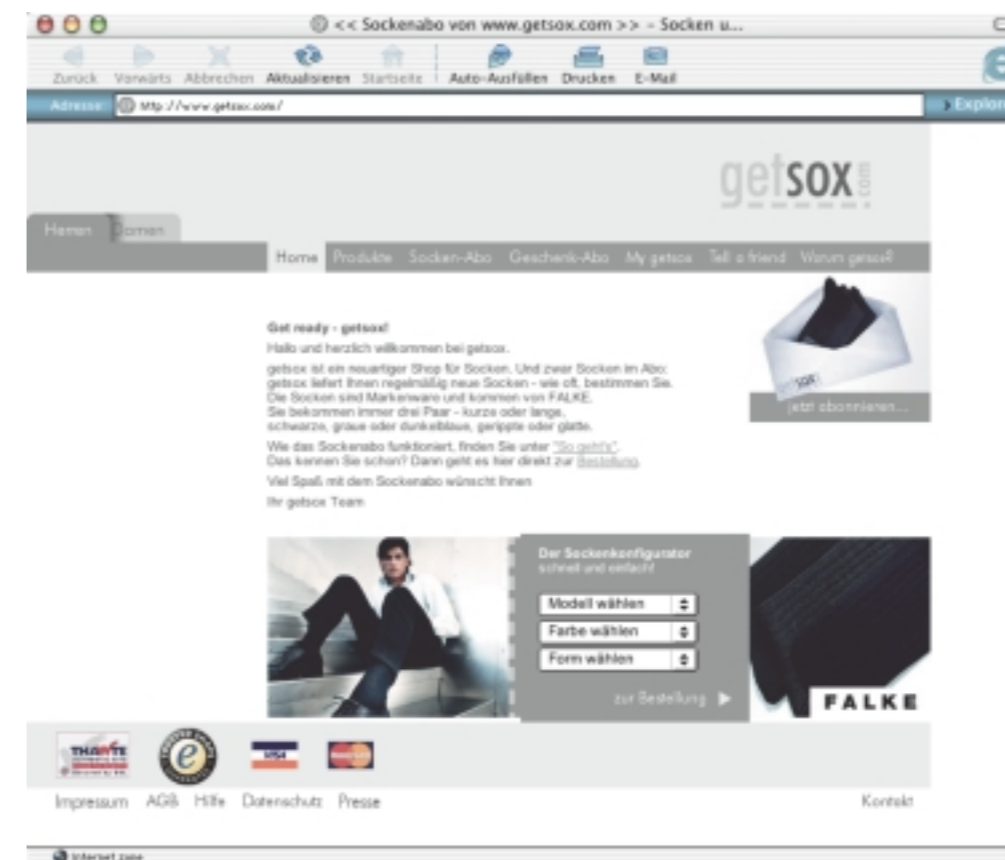 << Sockenabo von www.getsox.com >> - Socken u...
Zurück Vorwärts Abbrechen Aktualisieren Startseite Auto-Ausfüllen Drucken E-Mail
Adresse http://www.getsox.com/ Explor
getsox.com
Herren Damen
Home Produkte Socken-Abo Geschenk-Abo My getsox Tell a friend Warum getsox?
Get ready - getsox!
Hallo und herzlich willkommen bei getsox.
getsox ist ein neuartiger Shop für Socken. Und zwar Socken im Abo:
getsox liefert Ihnen regelmäßig neue Socken - wie oft, bestimmen Sie.
Die Socken sind Markenware und kommen von FALKE.
Sie bekommen immer drei Paar - kurze oder lange,
schwarze, graue oder dunkelblaue, gerippte oder glatte.
jetzt abonnieren...
Wie das Sockenabo funktioniert, finden Sie unter "So geht's".
Das kennen Sie schon? Dann geht es hier direkt zur Bestellung.
Viel Spaß mit dem Sockenabo wünscht Ihnen
Ihr getsox Team
Der Sockenkonfigurator
schnell und einfach!
Modell wählen
Farbe wählen
Form wählen
zur Bestellung
FALKE
THAWTE
e
VISA
Impressum AGB Hilfe Datenschutz Presse Kontakt
Internet zone